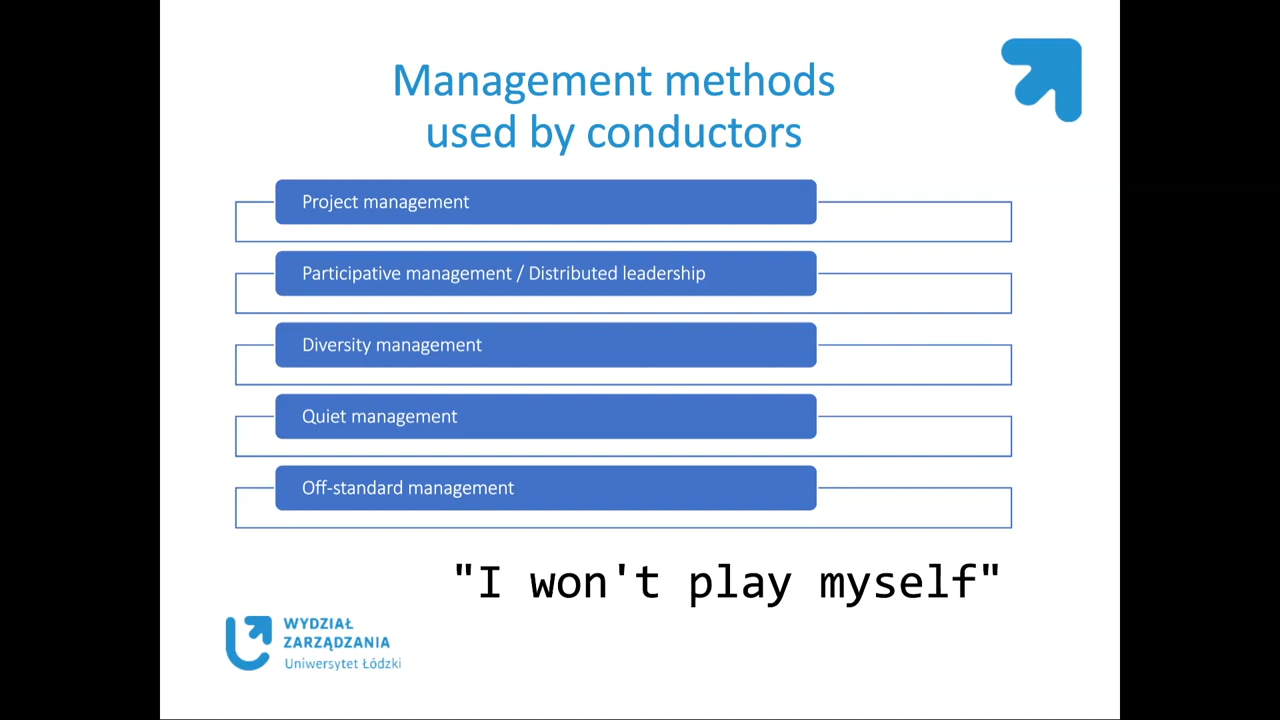 Management methods
used by conductors
Project management
Participative management / Distributed leadership
Diversity management
Quiet management
Off-standard management
"I won't play myself"
WYDZIAŁ
ZARZĄDZANIA
Uniwersytet Łódzki